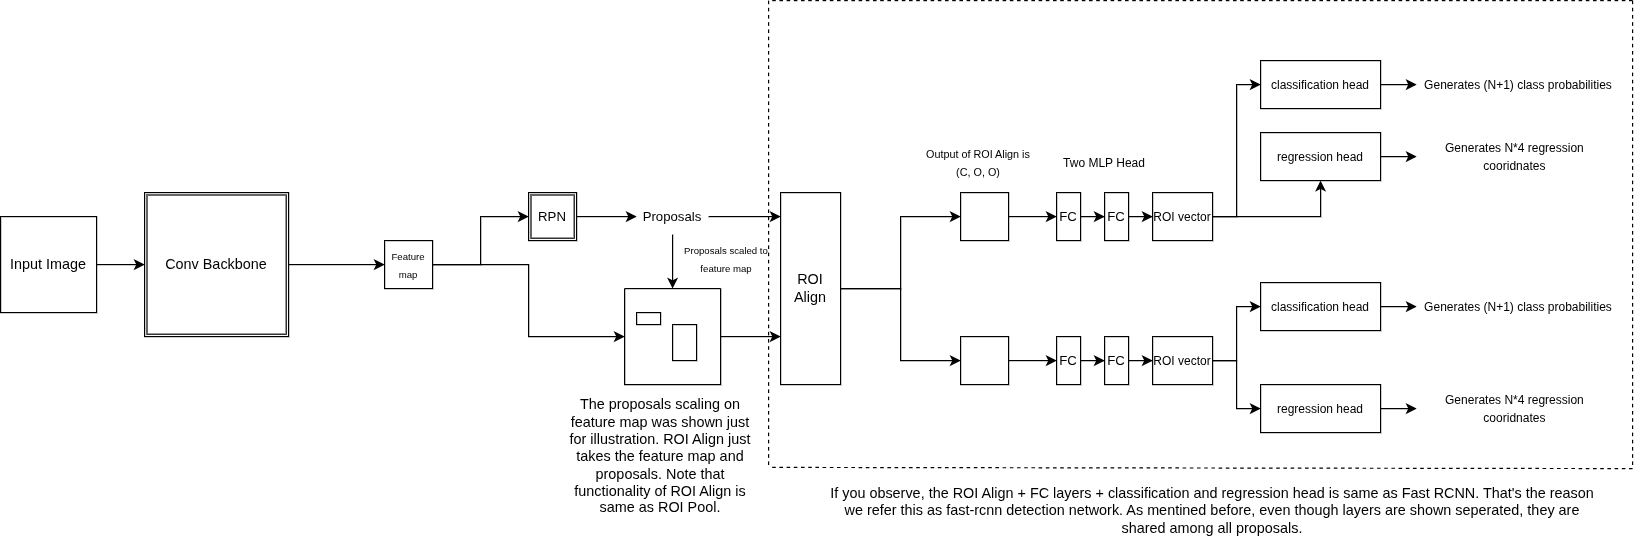 Input Image
Conv Backbone
Feature
map
RPN
Proposals
Proposals scaled to
feature map
The proposals scaling on
feature map was shown just
for illustration. ROI Align just
takes the feature map and
proposals. Note that
functionality of ROI Align is
same as ROI Pool.
ROI
Align
Output of ROI Align is
(C, O, O)
Two MLP Head
FC
FC
ROI vector
classification head
Generates (N+1) class probabilities
regression head
Generates N*4 regression
cooridnates
FC
FC
ROI vector
classification head
Generates (N+1) class probabilities
regression head
Generates N*4 regression
cooridnates
If you observe, the ROI Align + FC layers + classification and regression head is same as Fast RCNN. That's the reason
we refer this as fast-rcnn detection network. As mentined before, even though layers are shown seperated, they are
shared among all proposals.